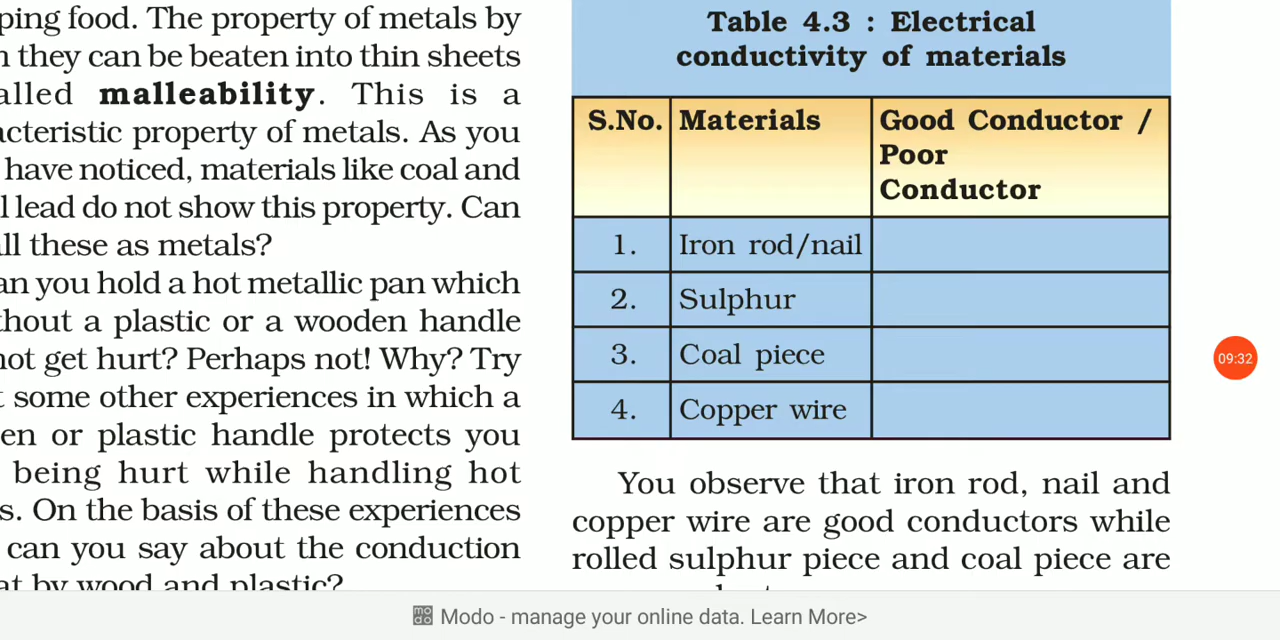 ping food. The property of metals by
they can be beaten into thin sheets
alled malleability. This is a
acteristic property of metals. As you
have noticed, materials like coal and
l lead do not show this property. Can
all these as metals?
an you hold a hot metallic pan which
thout a plastic or a wooden handle
not get hurt? Perhaps not! Why? Try
some other experiences in which a
en or plastic handle protects you
being hurt while handling hot
s. On the basis of these experiences
can you say about the conduction
at by wood and plastic?
Table 4.3 : Electrical
conductivity of materials
S.No. Materials Good Conductor /
Poor
Conductor
1. Iron rod/nail
2. Sulphur
3. Coal piece
4. Copper wire
You observe that iron rod, nail and
copper wire are good conductors while
rolled sulphur piece and coal piece are
09:32
Modo - manage your online data. Learn More>